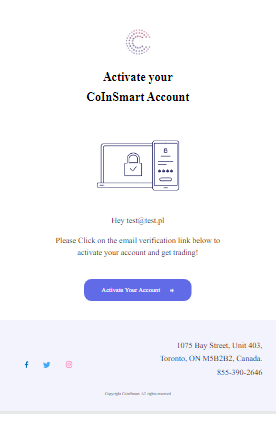 Activate your
CoInSmart Account
Hey test@test.pl
Please Click on the email verification link below to
activate your account and get trading!
Activate Your Account
1075 Bay Street, Unit 403,
Toronto, ON M5B2B2, Canada.
855-390-2646
Copyright CoinSmart. All rights reserved